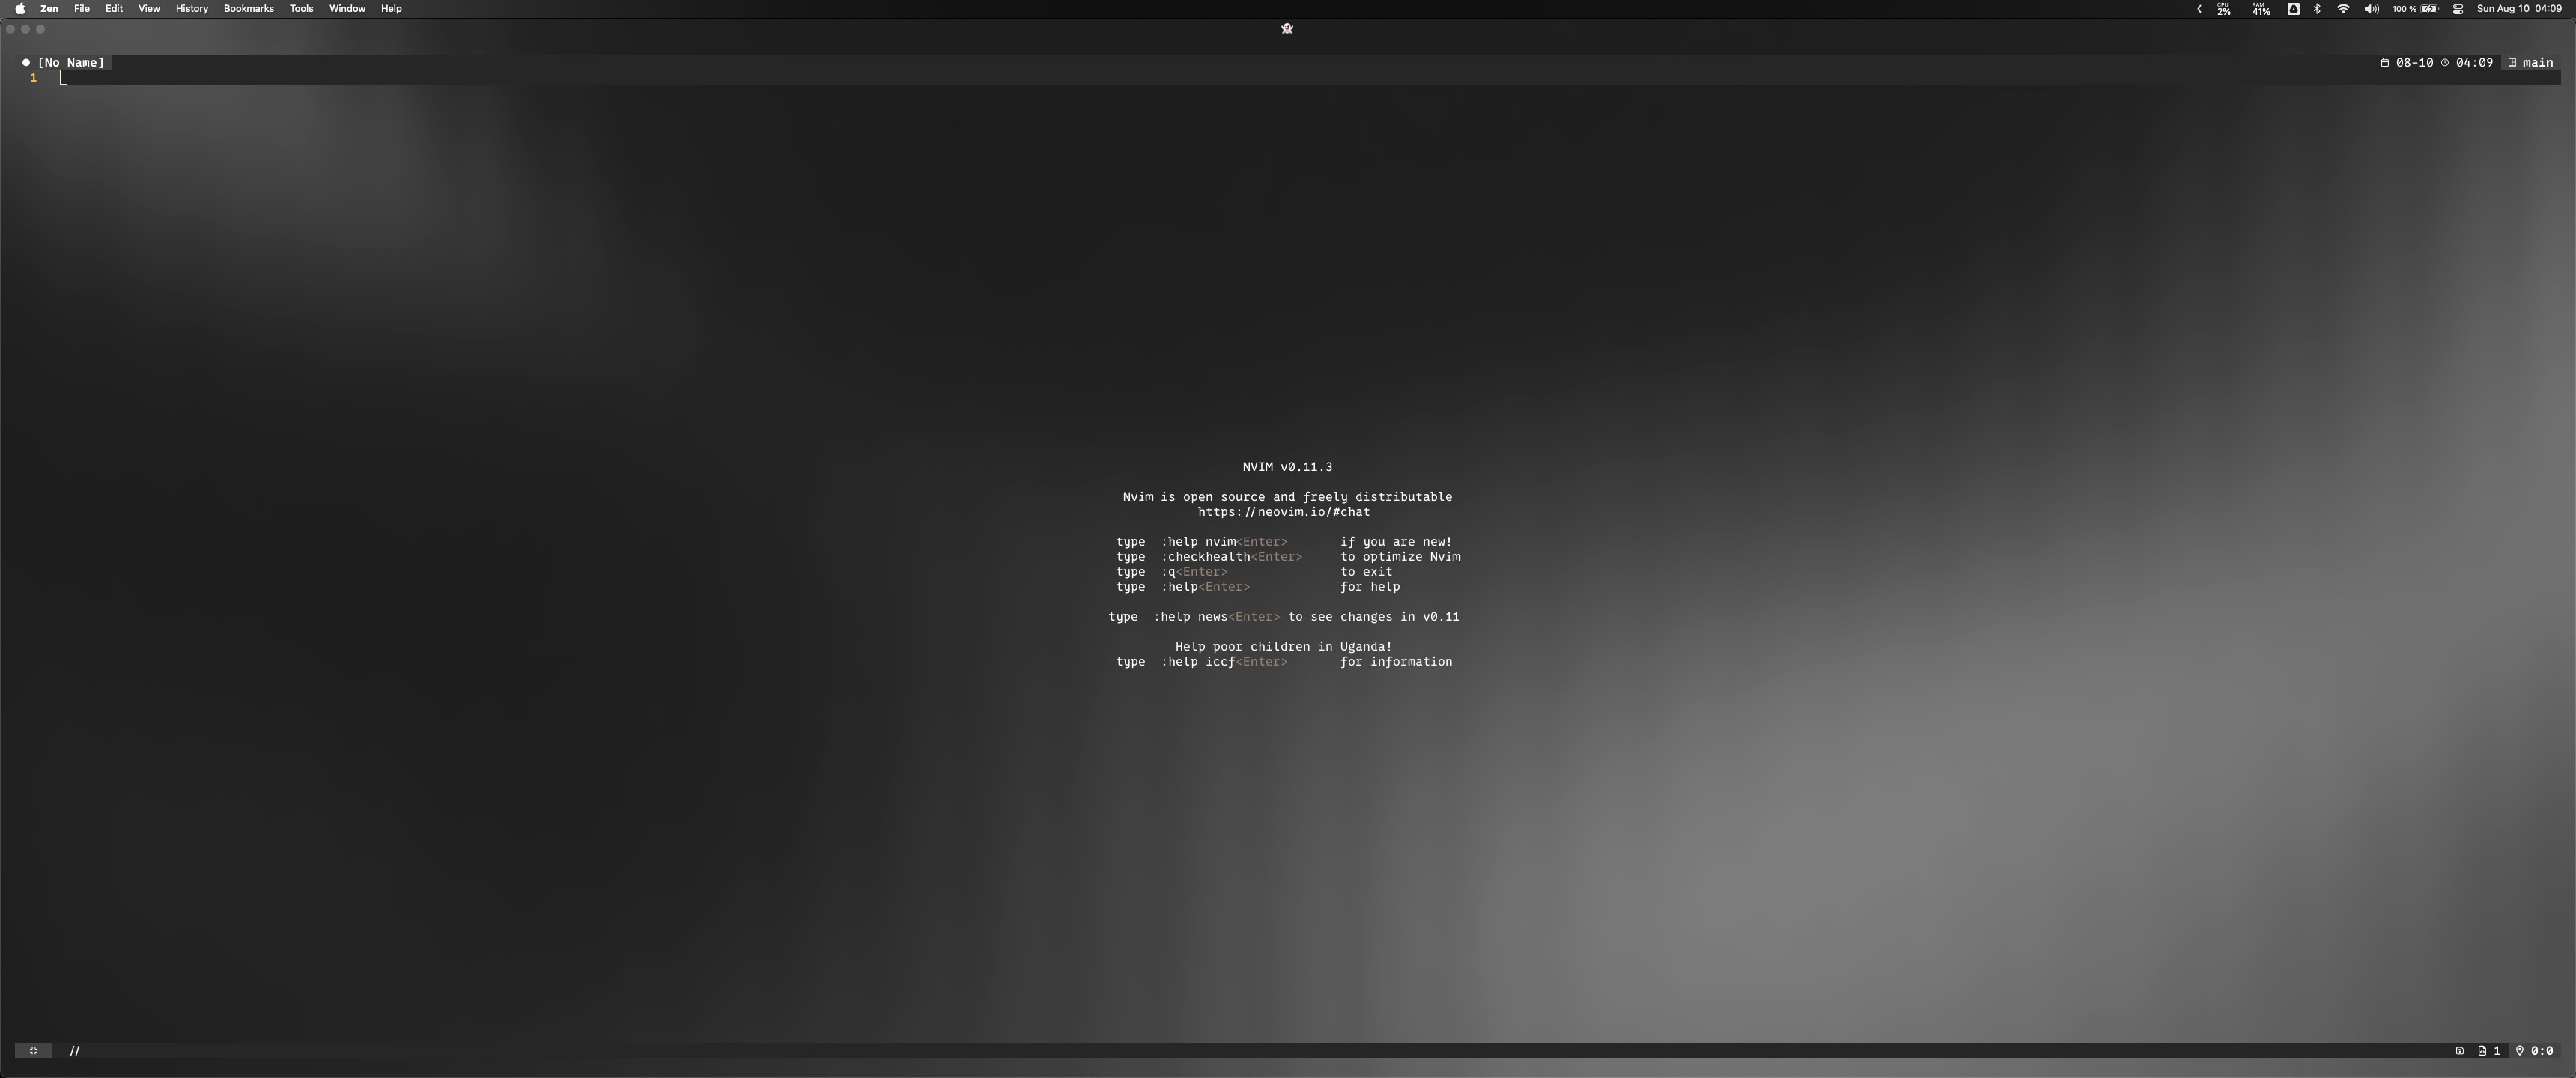 Zen File Edit View History Bookmarks Tools Window Help CPU 2% RAM 41% 100 % Sun Aug 10 04:09
[No Name] 08-10 04:09 main
1
NVIM v0.11.3
Nvim is open source and freely distributable
https://neovim.io/#chat
type :help nvim<Enter> if you are new!
type :checkhealth<Enter> to optimize Nvim
type :q<Enter> to exit
type :help<Enter> for help
type :help news<Enter> to see changes in v0.11
Help poor children in Uganda!
type :help iccf<Enter> for information
// 1 0:0